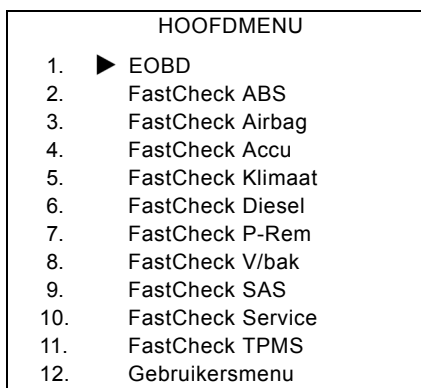 HOOFDMENU
1. ▶ EOBD
2. FastCheck ABS
3. FastCheck Airbag
4. FastCheck Accu
5. FastCheck Klimaat
6. FastCheck Diesel
7. FastCheck P-Rem
8. FastCheck V/bak
9. FastCheck SAS
10. FastCheck Service
11. FastCheck TPMS
12. Gebruikersmenu